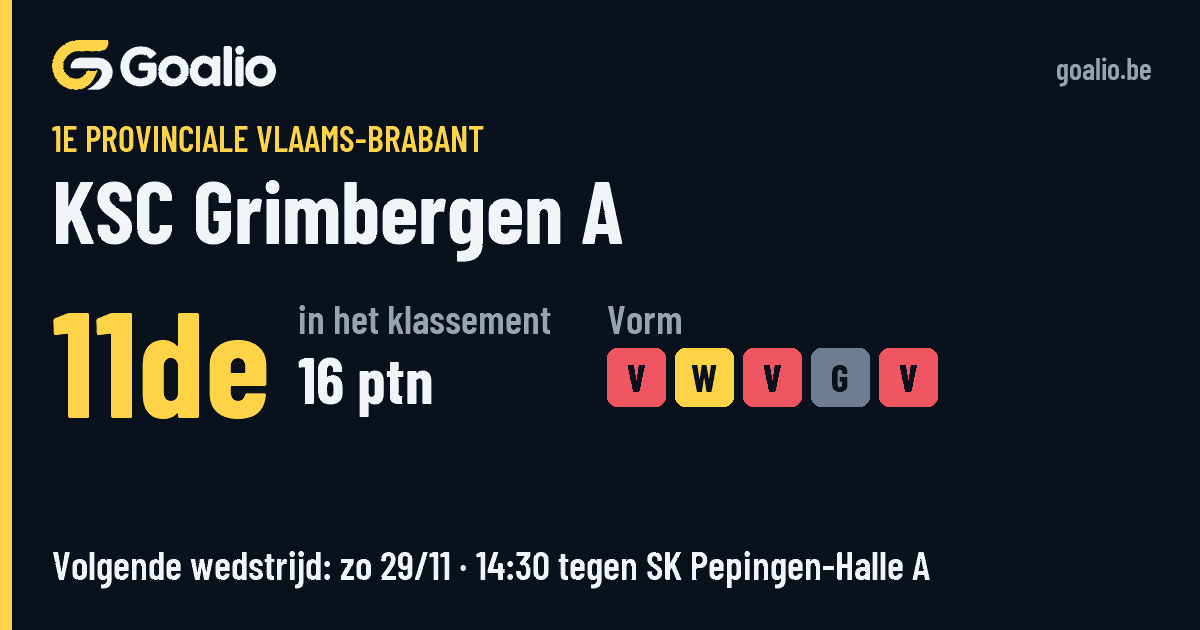 Goalio
goalio.be
1E PROVINCIALE VLAAMS-BRABANT
KSC Grimbergen A
11de
in het klassement
16 ptn
Vorm
V W V G V
Volgende wedstrijd: zo 29/11 · 14:30 tegen SK Pepingen-Halle A